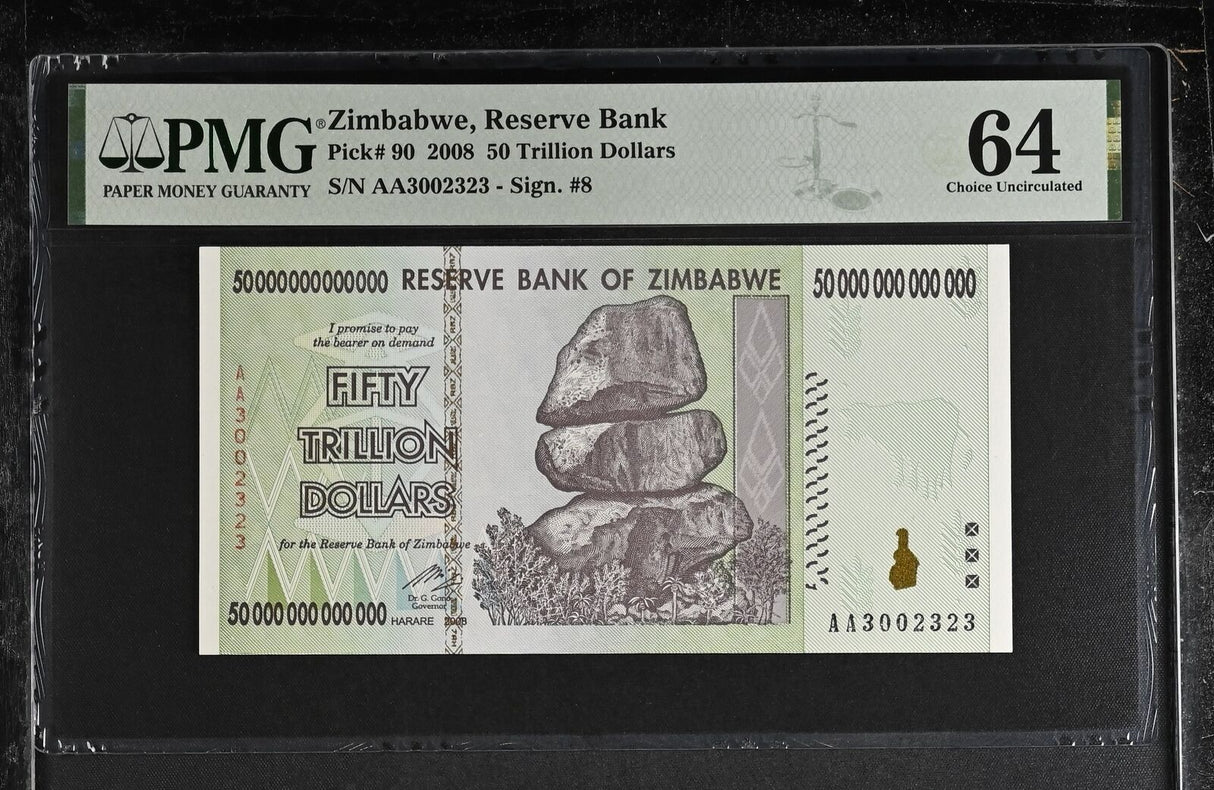 PMG®
PAPER MONEY GUARANTY
Zimbabwe, Reserve Bank
Pick# 90 2008 50 Trillion Dollars
S/N AA3002323 - Sign. #8
64
Choice Uncirculated
50000000000000 RESERVE BANK OF ZIMBABWE 50 000 000 000 000
I promise to pay
the bearer on demand
FIFTY
TRILLION
DOLLARS
AA3002323
for the Reserve Bank of Zimbabwe
Dr. G. Gono
Governor
50 000 000 000 000 HARARE 2008
AA3002323